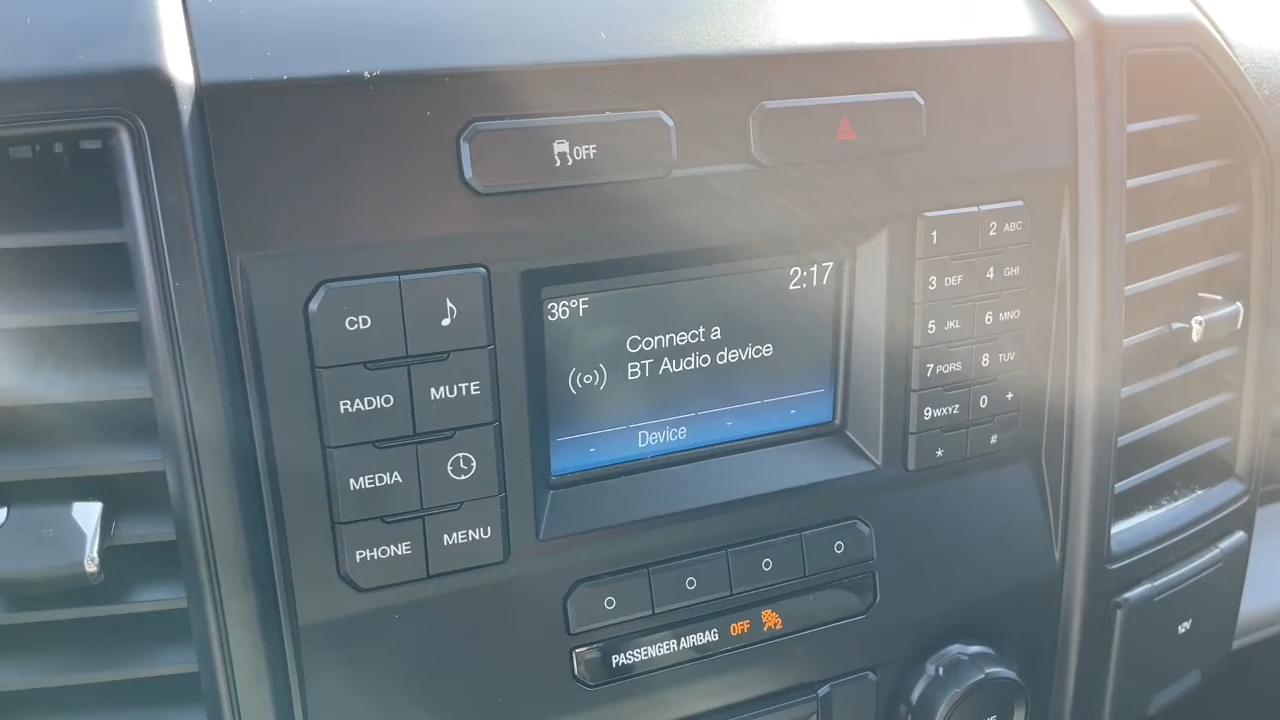 OFF
2:17
36°F
Connect a
BT Audio device
- Device - -
CD
RADIO MUTE
MEDIA
PHONE MENU
1 2 ABC
3 DEF 4 GHI
5 JKL 6 MNO
7 PQRS 8 TUV
9 WXYZ 0 +
* #
PASSENGER AIRBAG OFF 2
12V